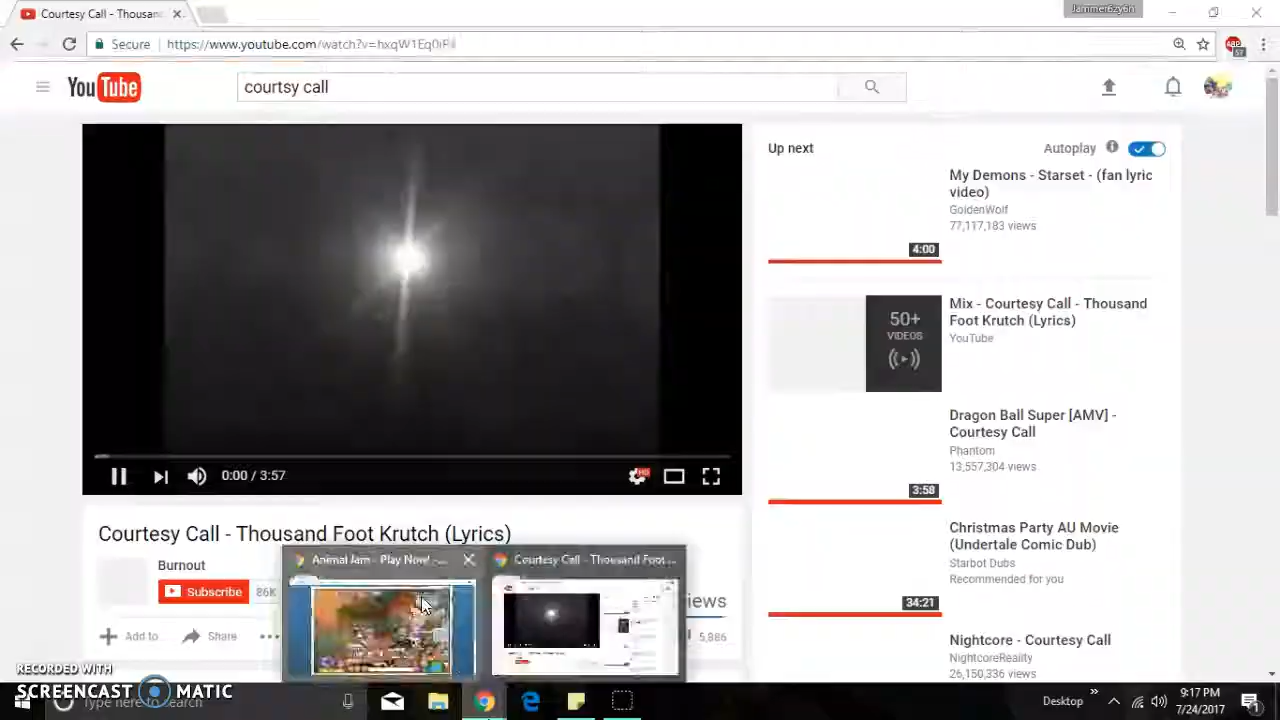 Courtesy Call - Thousan
Jammer6zy6n
Secure
https://www.youtube.com/watch?v=hxqW1Eq0iFI
ABP
57
YouTube
courtsy call
Up next
Autoplay
My Demons - Starset - (fan lyric
video)
GoldenWolf
77,117,183 views
4:00
Mix - Courtesy Call - Thousand
Foot Krutch (Lyrics)
YouTube
50+
VIDEOS
Dragon Ball Super [AMV] -
Courtesy Call
Phantom
13,557,304 views
3:58
0:00 / 3:57
HD
Courtesy Call - Thousand Foot Krutch (Lyrics)
Christmas Party AU Movie
(Undertale Comic Dub)
Starbot Dubs
Recommended for you
34:21
Burnout
Subscribe
86K
Animal Jam - Play Now! -...
Courtesy Call - Thousand Foot...
iews
Add to
Share
5,886
Nightcore - Courtesy Call
NightcoreReality
26,150,336 views
RECORDED WITH
SCREENCAST MATIC
Type here to search
Desktop
9:17 PM
7/24/2017
1